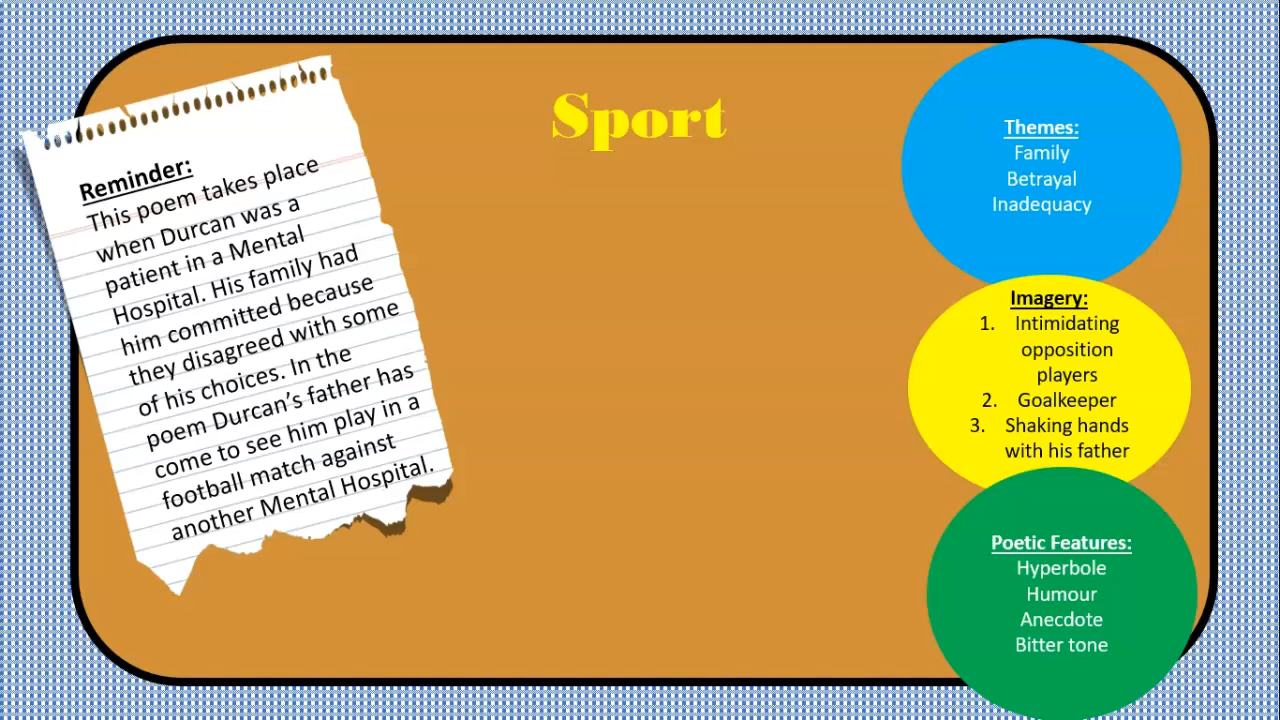 Sport
Reminder:
This poem takes place
when Durcan was a
patient in a Mental
Hospital. His family had
him committed because
they disagreed with some
of his choices. In the
poem Durcan’s father has
come to see him play in a
football match against
another Mental Hospital.
Themes:
Family
Betrayal
Inadequacy
Imagery:
1. Intimidating
opposition
players
2. Goalkeeper
3. Shaking hands
with his father
Poetic Features:
Hyperbole
Humour
Anecdote
Bitter tone